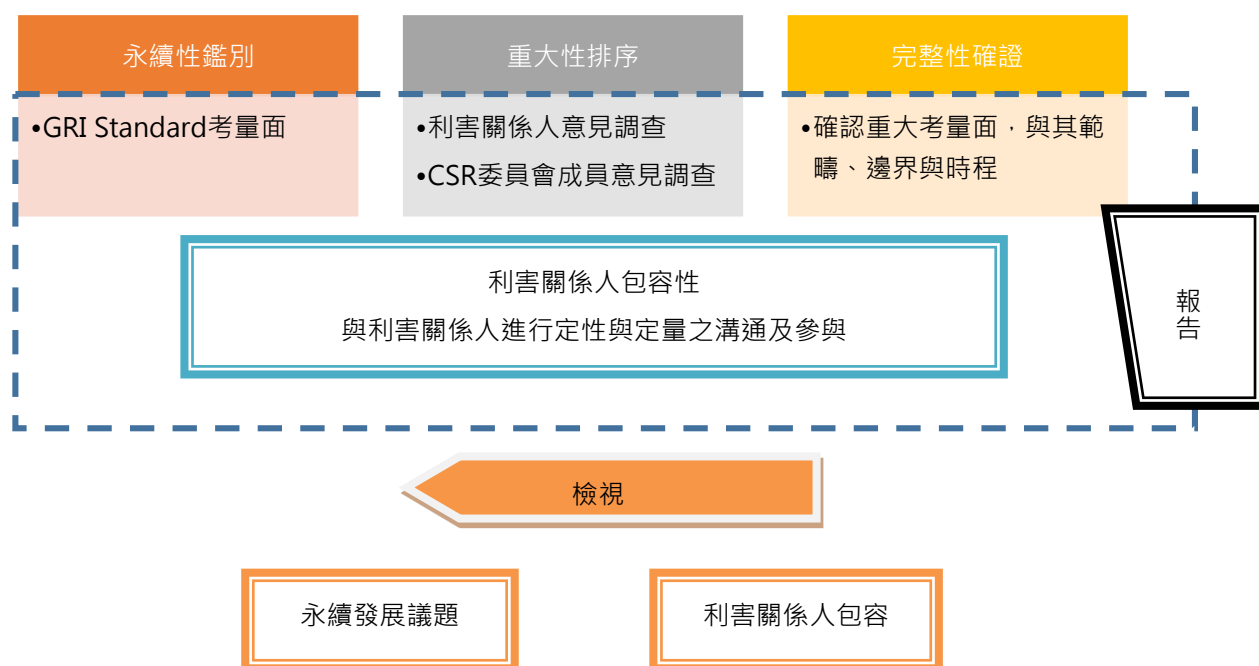 永續性鑑別
重大性排序
完整性確證
•GRI Standard考量面
•利害關係人意見調查
•CSR委員會成員意見調查
•確認重大考量面，與其範
疇、邊界與時程
利害關係人包容性
與利害關係人進行定性與定量之溝通及參與
報告
檢視
永續發展議題
利害關係人包容